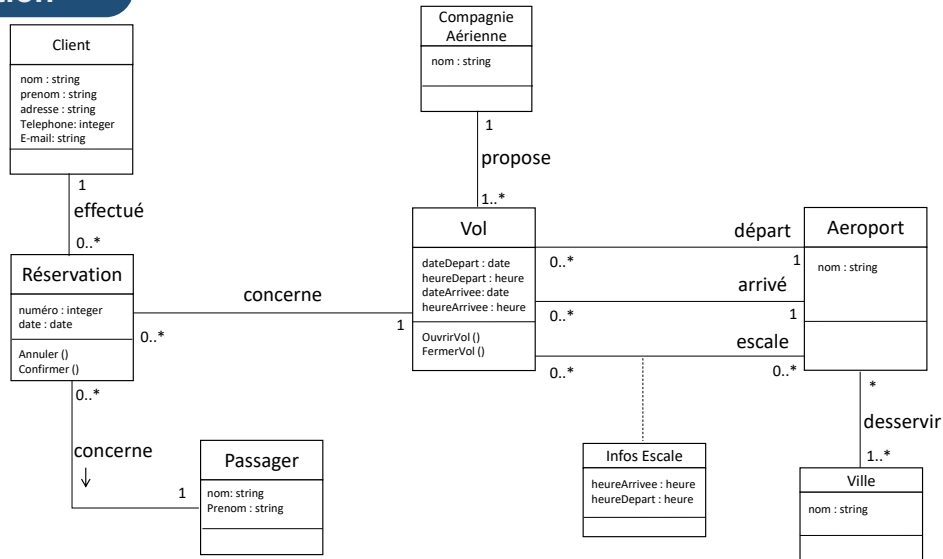 Client
nom : string
prenom : string
adresse : string
Telephone: integer
E-mail: string
1
effectué
0..*
Réservation
numéro : integer
date : date
Annuler ()
Confirmer ()
0..*
concerne
1
0..*
concerne
1
Passager
nom: string
Prenom : string
Compagnie
Aérienne
nom : string
1
propose
1..*
Vol
dateDepart : date
heureDepart : heure
dateArrivee: date
heureArrivee : heure
OuvrirVol ()
FermerVol ()
départ
0..*
1
arrivé
0..*
1
escale
0..*
0..*
Aeroport
nom : string
*
desservir
1..*
Infos Escale
heureArrivee : heure
heureDepart : heure
Ville
nom : string